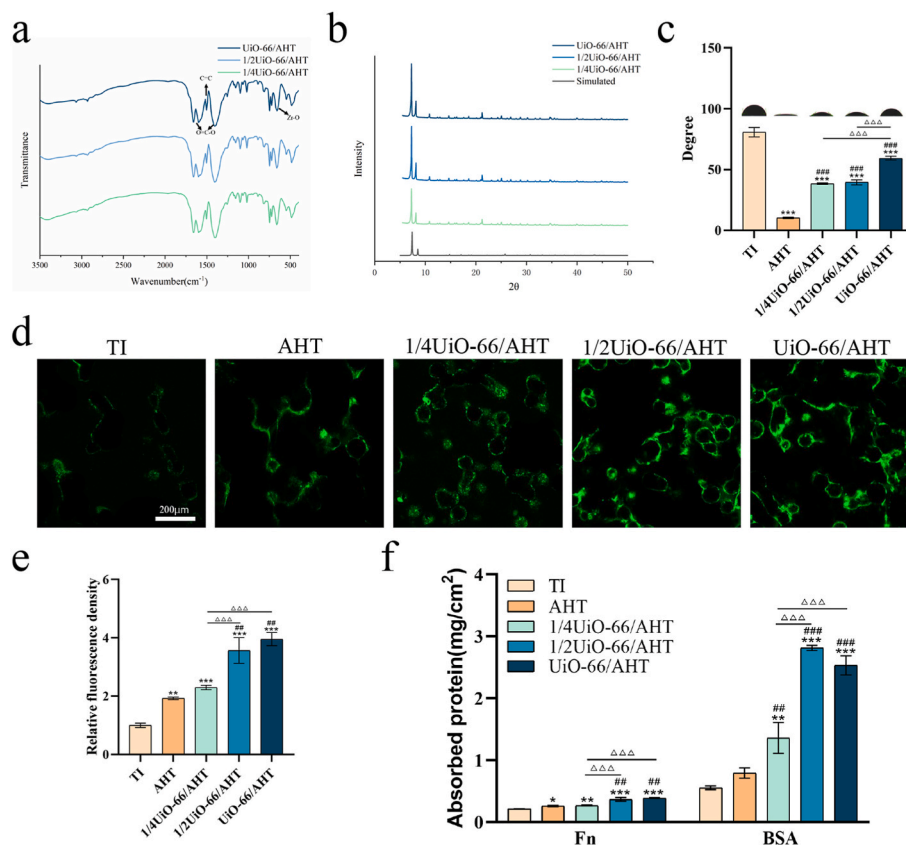 a
UiO-66/AHT
1/2UiO-66/AHT
1/4UiO-66/AHT
C=C
O-C-O
Zr-O
Transmittance
3500 2500 1500 500
Wavenumber(cm-1)
b
UiO-66/AHT
1/2UiO-66/AHT
1/4UiO-66/AHT
Simulated
Intensity
0 10 20 30 40 50
2θ
c
150
100
50
0
Degree
△△△
△△△
###
***
###
***
###
***
***
TI
AHT
1/4UiO-66/AHT
1/2UiO-66/AHT
UiO-66/AHT
d
TI AHT 1/4UiO-66/AHT 1/2UiO-66/AHT UiO-66/AHT
200μm
e
Relative fluorescence density
6
4
2
0
△△△
△△△
##
***
##
***
***
**
TI
AHT
1/4UiO-66/AHT
1/2UiO-66/AHT
UiO-66/AHT
f
Absorbed protein(mg/cm2)
4
3
2
1
0
TI
AHT
1/4UiO-66/AHT
1/2UiO-66/AHT
UiO-66/AHT
△△△
△△△
##
***
##
***
**
*
△△△
△△△
###
***
###
***
##
**
Fn BSA